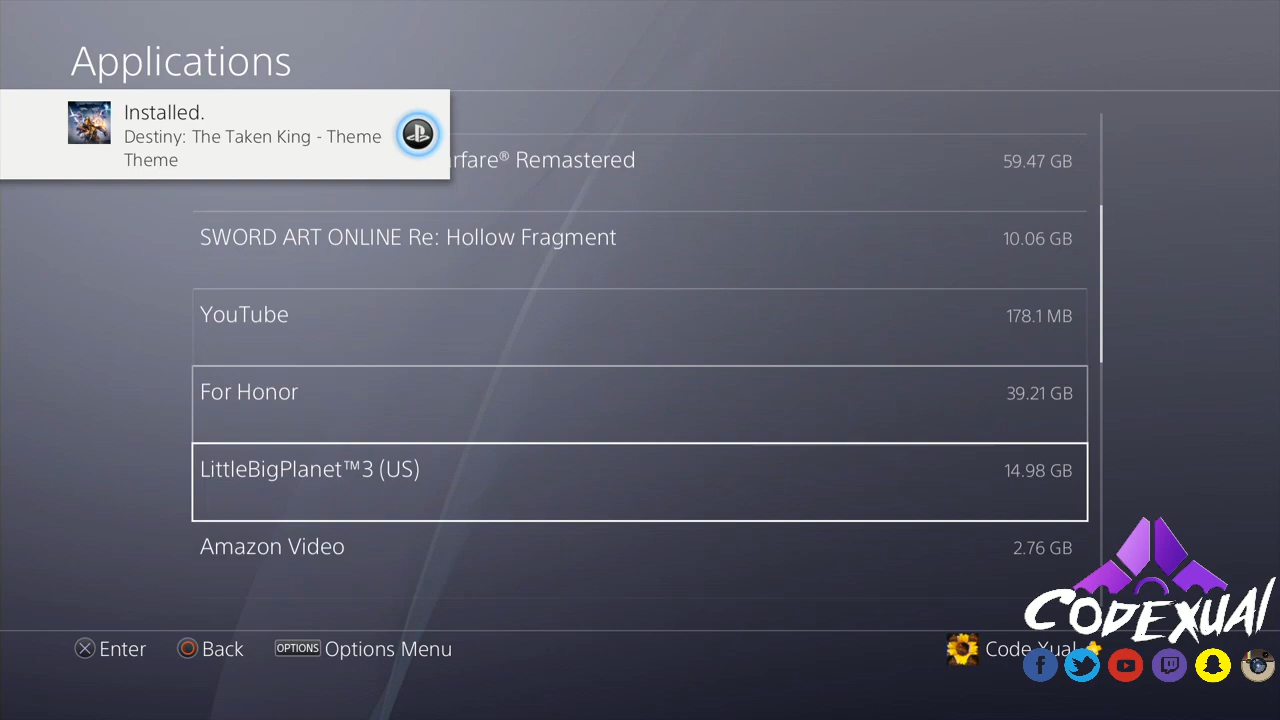 Applications
Installed.
Destiny: The Taken King - Theme
Theme
rfare® Remastered 59.47 GB
SWORD ART ONLINE Re: Hollow Fragment 10.06 GB
YouTube 178.1 MB
For Honor 39.21 GB
LittleBigPlanet™3 (US) 14.98 GB
Amazon Video 2.76 GB
CODEXUAL
Enter Back OPTIONS Options Menu Code Xual